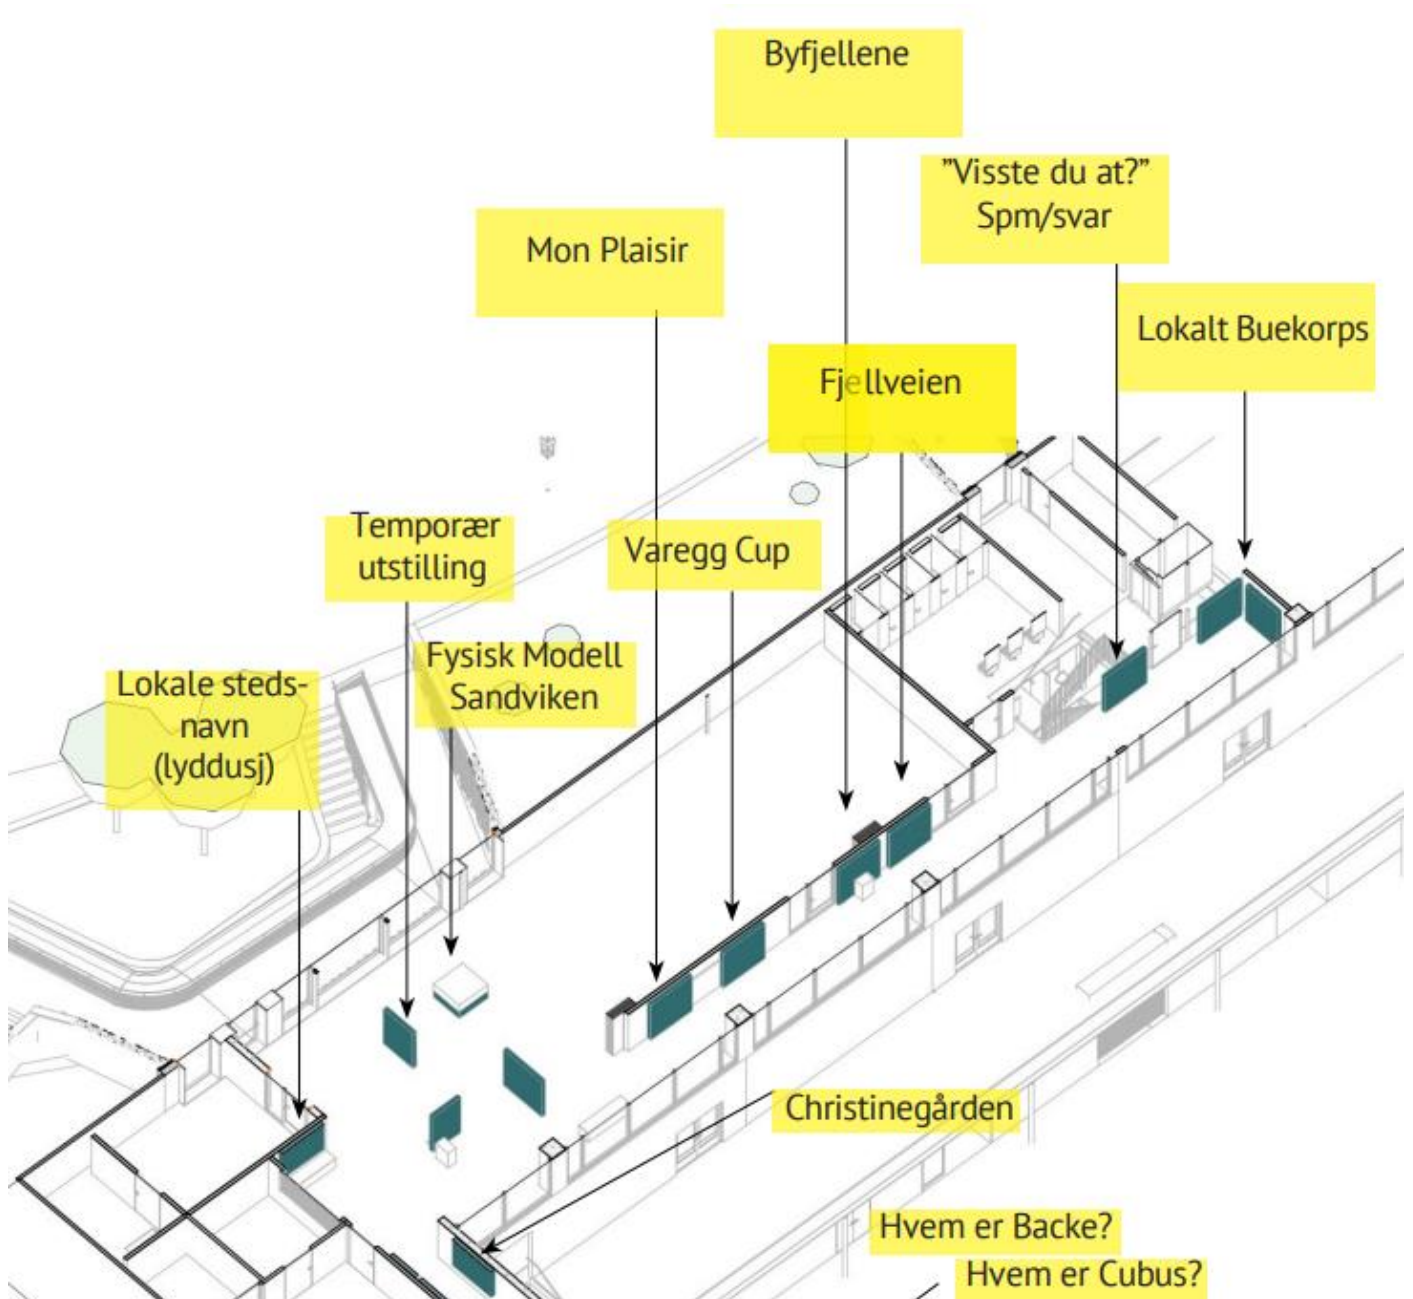 Byfjellene
”Visste du at?”
Spm/svar
Mon Plaisir
Lokalt Buekorps
Fjellveien
Temporær
utstilling
Varegg Cup
Fysisk Modell
Sandviken
Lokale steds-
navn
(lyddusj)
Christinegården
Hvem er Backe?
Hvem er Cubus?